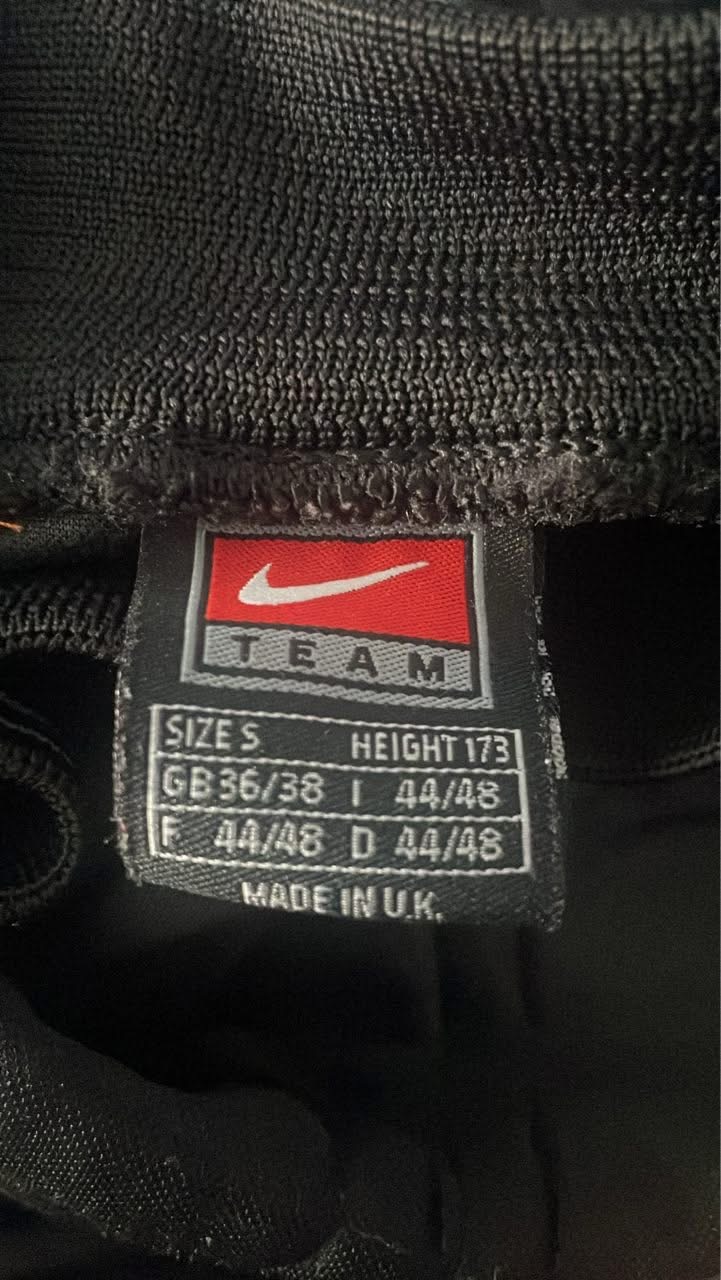 TEAM
SIZE S HEIGHT 173
GB 36/38 I 44/48
F 44/48 D 44/48
MADE IN U.K.